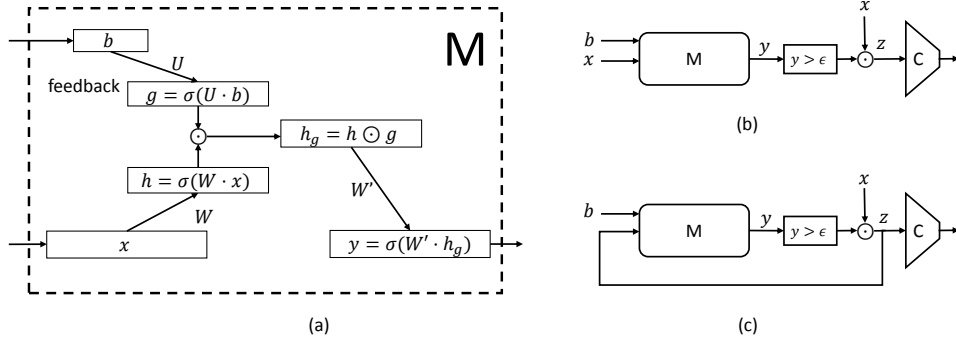 b
M
U
feedback
g = σ(U · b)
⊙
h_g = h ⊙ g
h = σ(W · x)
W'
W
x
y = σ(W' · h_g)
(a)
x
b
x
M
y
y > ϵ
⊙
z
C
(b)
x
b
M
y
y > ϵ
⊙
z
C
(c)